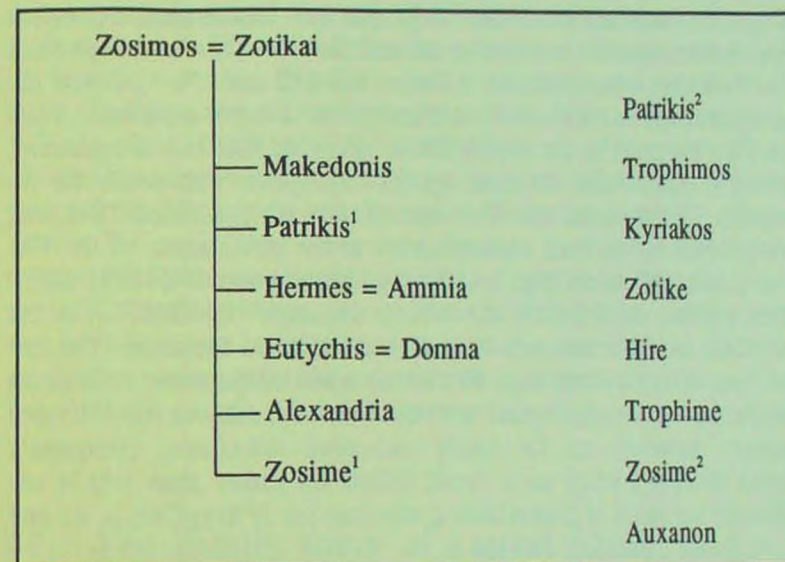 Zosimos = Zotikai
Patrikis²
Makedonis Trophimos
Patrikis¹ Kyriakos
Hermes = Ammia Zotike
Eutychis = Domna Hire
Alexandria Trophime
Zosime¹ Zosime²
Auxanon